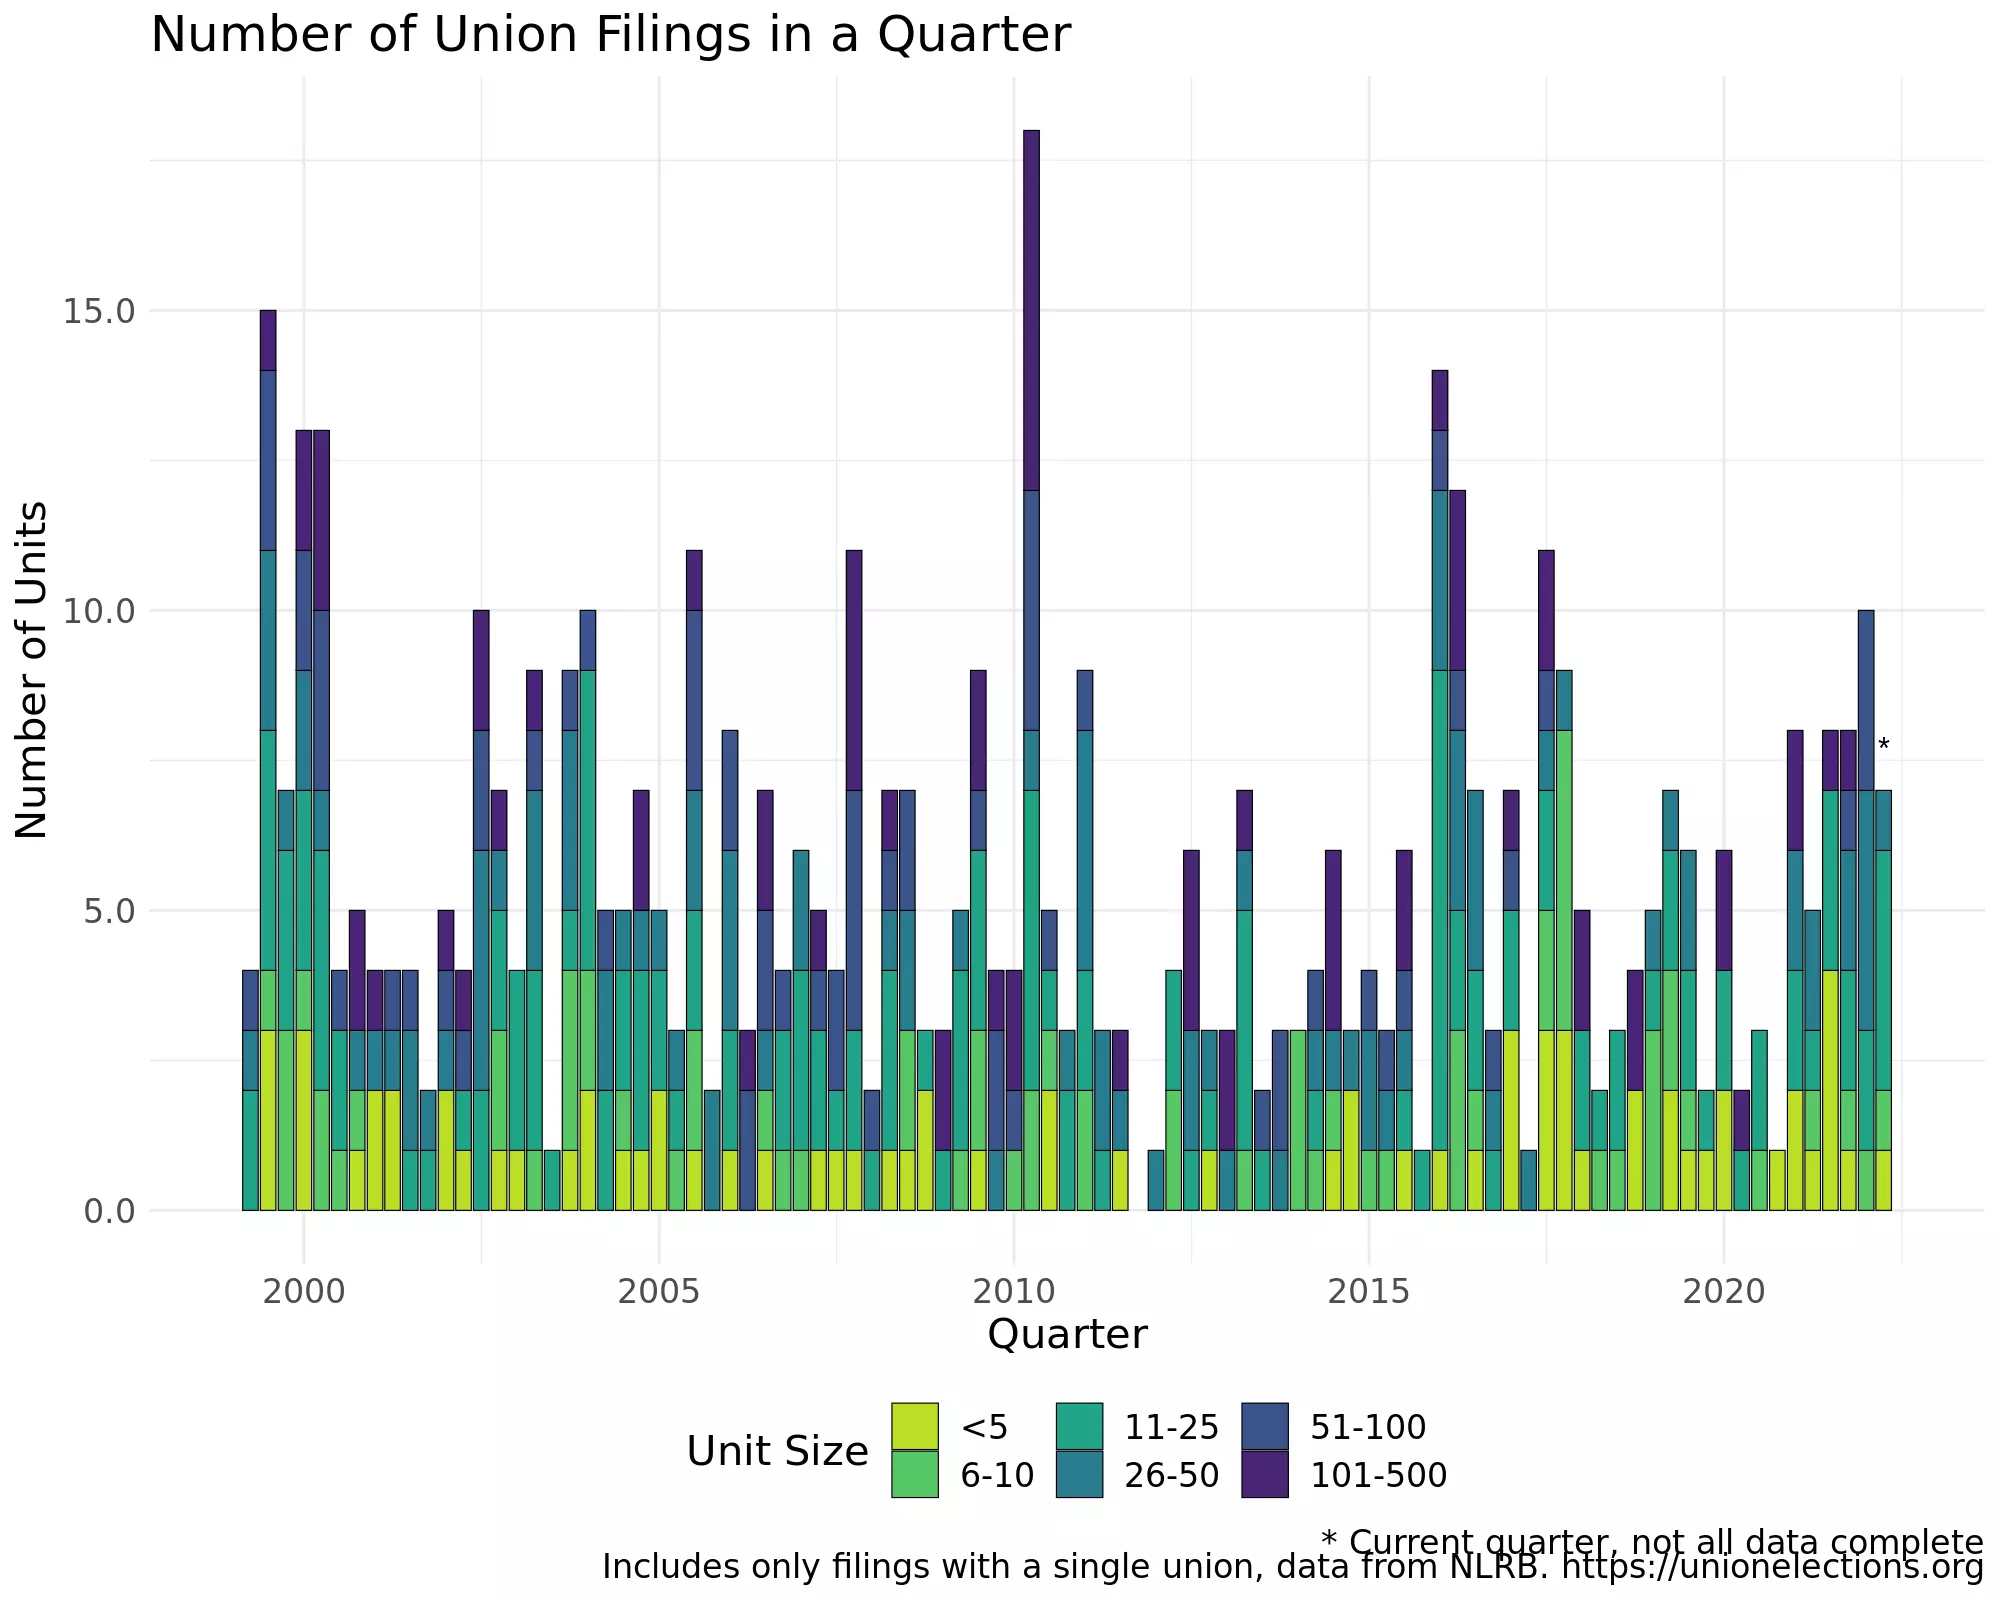 Number of Union Filings in a Quarter
Number of Units
15.0
10.0
5.0
0.0
*
2000 2005 2010 2015 2020
Quarter
Unit Size
<5 11-25 51-100
6-10 26-50 101-500
* Current quarter, not all data complete
Includes only filings with a single union, data from NLRB. https://unionelections.org